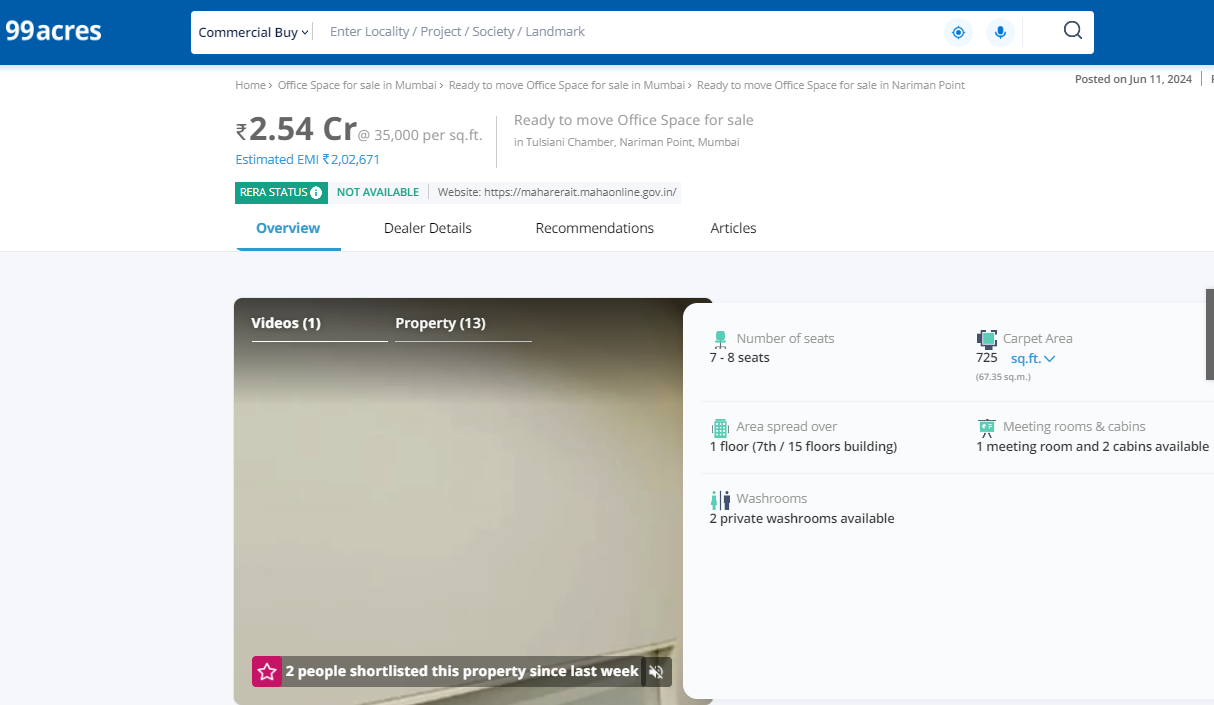 99acres
Commercial Buy
Enter Locality / Project / Society / Landmark
Home › Office Space for sale in Mumbai › Ready to move Office Space for sale in Mumbai › Ready to move Office Space for sale in Nariman Point
Posted on Jun 11, 2024
₹2.54 Cr@ 35,000 per sq.ft.
Estimated EMI ₹2,02,671
Ready to move Office Space for sale
in Tulsiani Chamber, Nariman Point, Mumbai
RERA STATUS NOT AVAILABLE Website: https://maharerait.mahaonline.gov.in/
Overview Dealer Details Recommendations Articles
Videos (1) Property (13)
2 people shortlisted this property since last week
Number of seats
7 - 8 seats
Carpet Area
725 sq.ft.
(67.35 sq.m.)
Area spread over
1 floor (7th / 15 floors building)
Meeting rooms & cabins
1 meeting room and 2 cabins available
Washrooms
2 private washrooms available